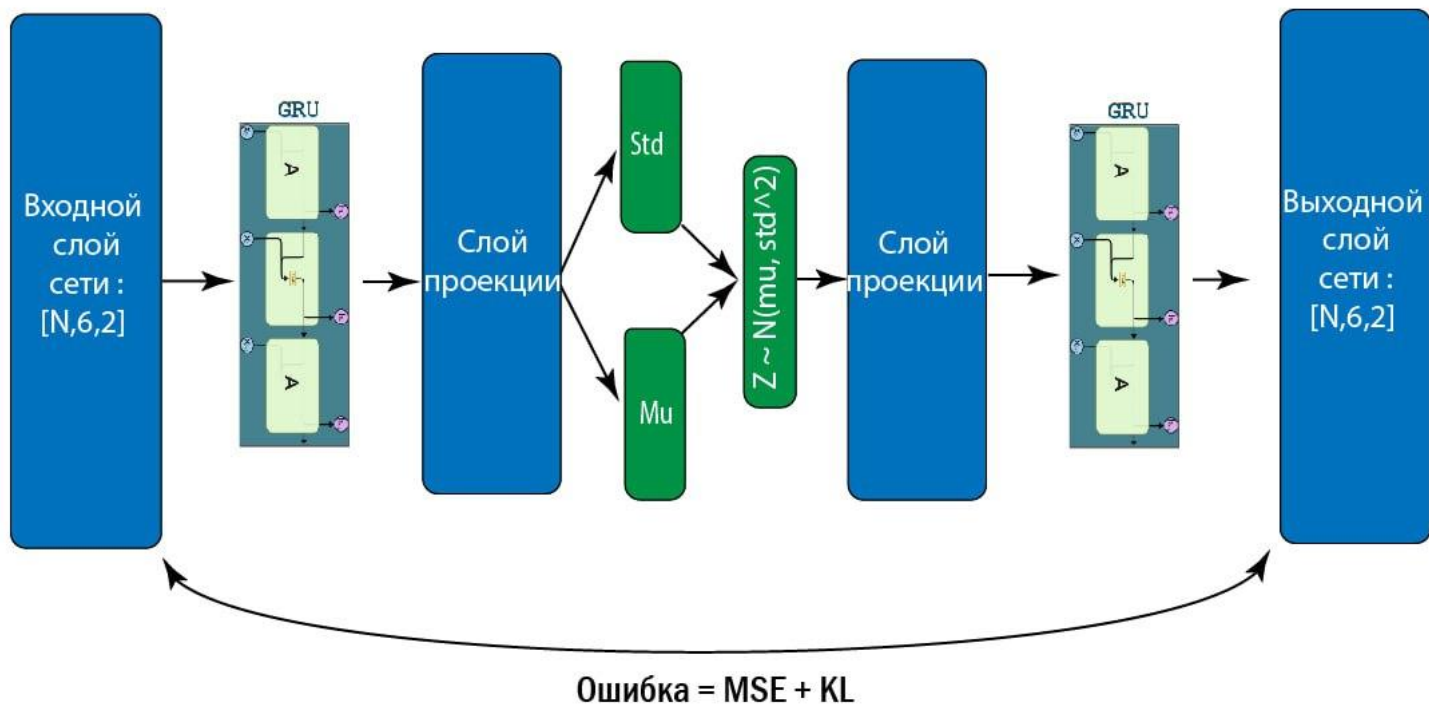 Входной
слой
сети :
[N,6,2]
GRU
A
A
Слой
проекции
Std
Mu
Z ~ N(mu, std^2)
Слой
проекции
GRU
A
A
Выходной
слой
сети :
[N,6,2]
Ошибка = MSE + KL